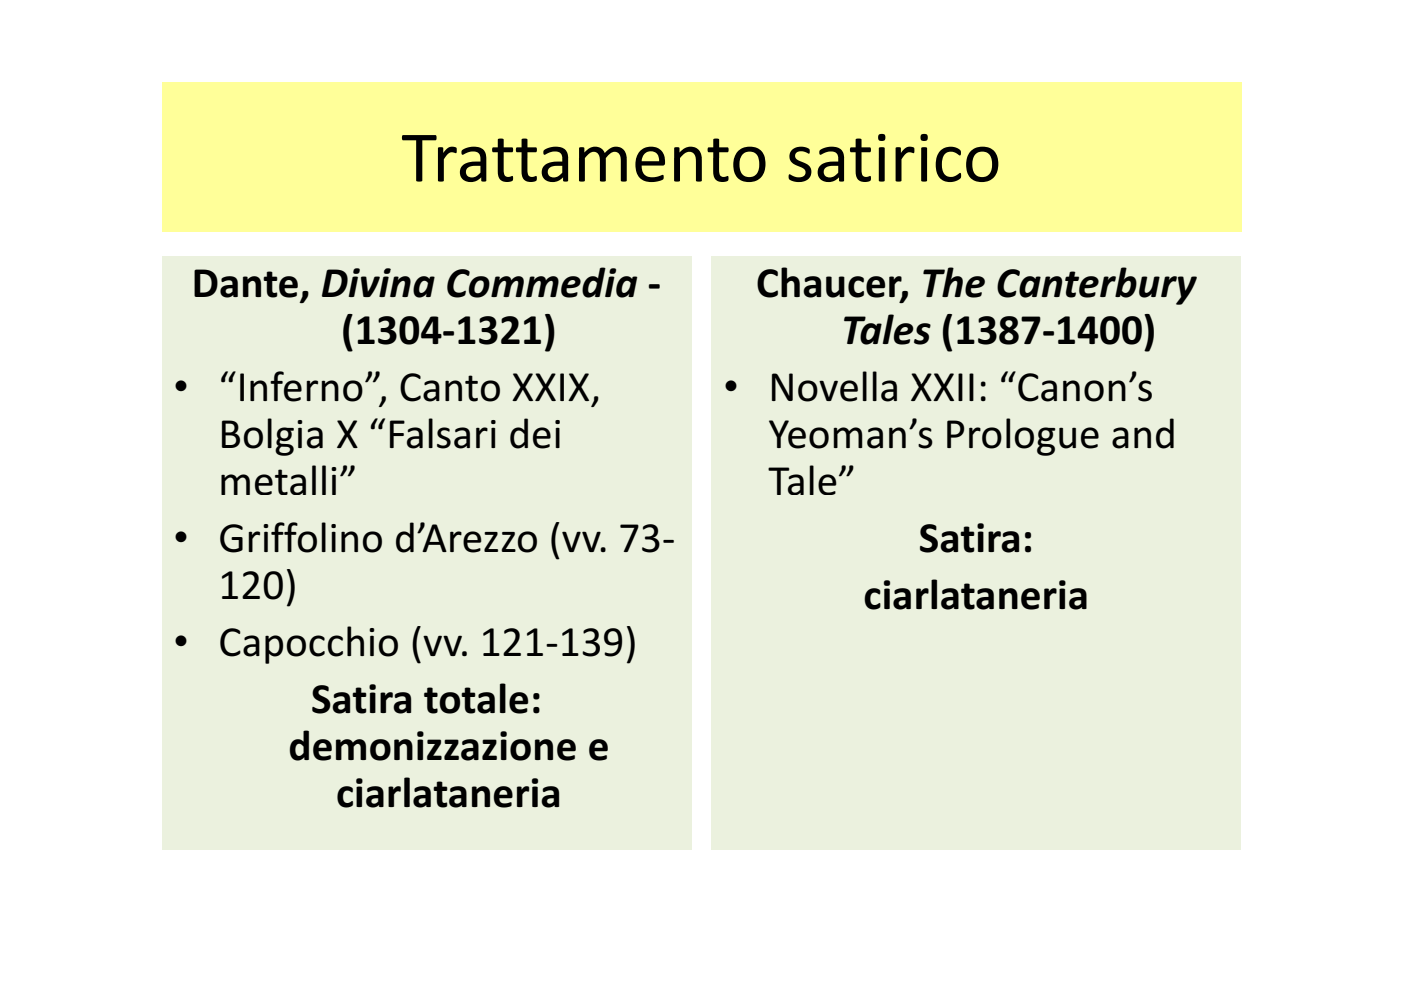 Trattamento satirico
Dante, Divina Commedia -
(1304-1321)
• “Inferno”, Canto XXIX,
Bolgia X “Falsari dei
metalli”
• Griffolino d’Arezzo (vv. 73-
120)
• Capocchio (vv. 121-139)
Satira totale:
demonizzazione e
ciarlataneria
Chaucer, The Canterbury
Tales (1387-1400)
• Novella XXII: “Canon’s
Yeoman’s Prologue and
Tale”
Satira:
ciarlataneria